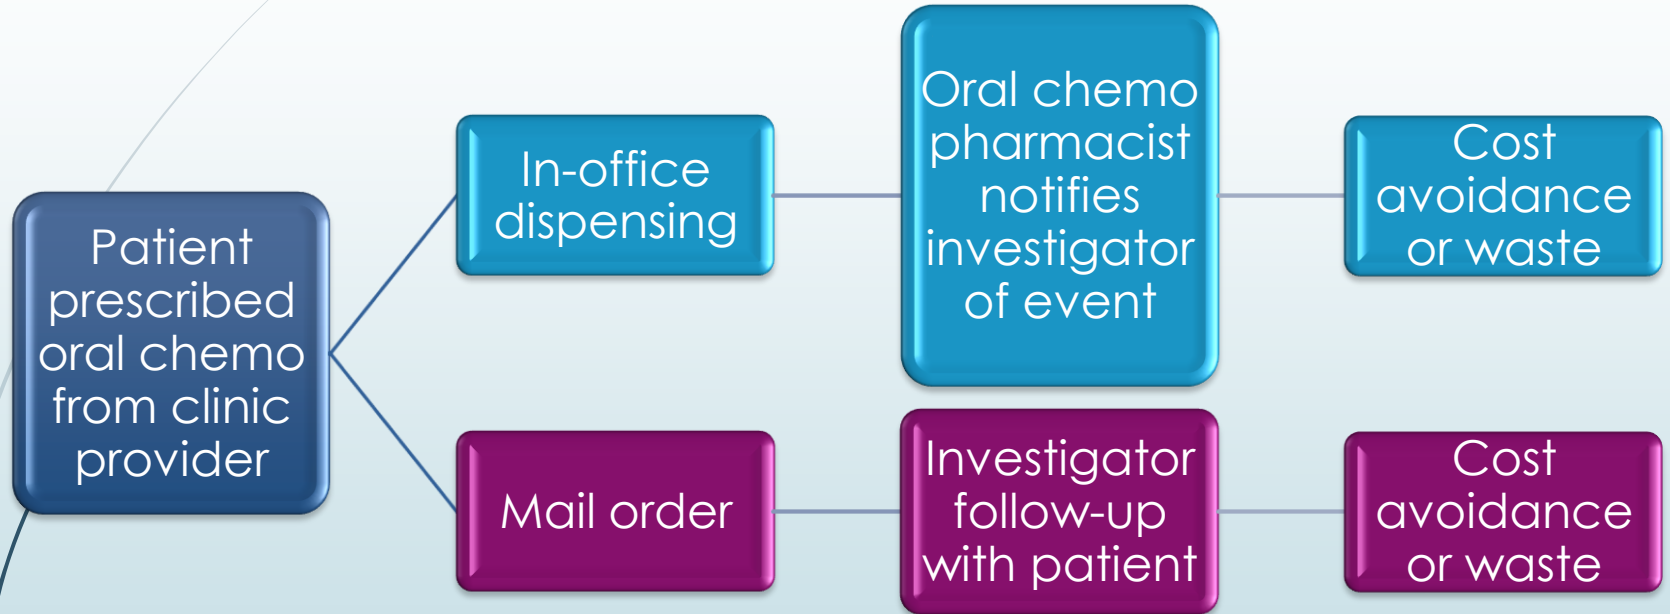 Patient
prescribed
oral chemo
from clinic
provider
In-office
dispensing
Oral chemo
pharmacist
notifies
investigator
of event
Cost
avoidance
or waste
Mail order
Investigator
follow-up
with patient
Cost
avoidance
or waste